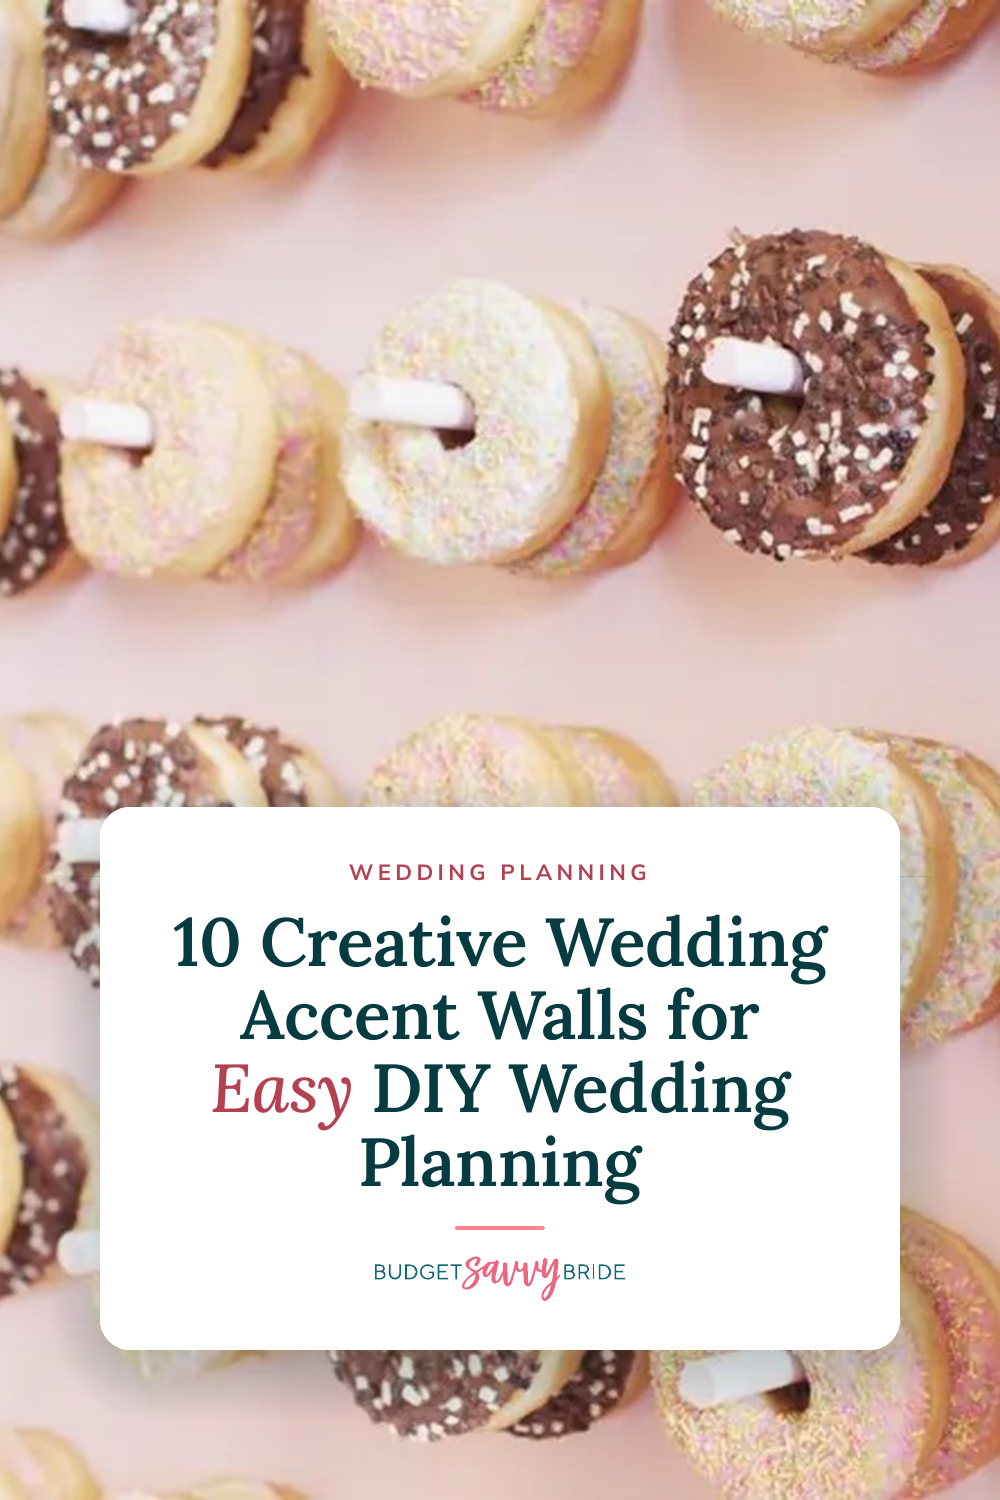 WEDDING PLANNING
10 Creative Wedding
Accent Walls for
Easy DIY Wedding
Planning
BUDGET savvy BRIDE